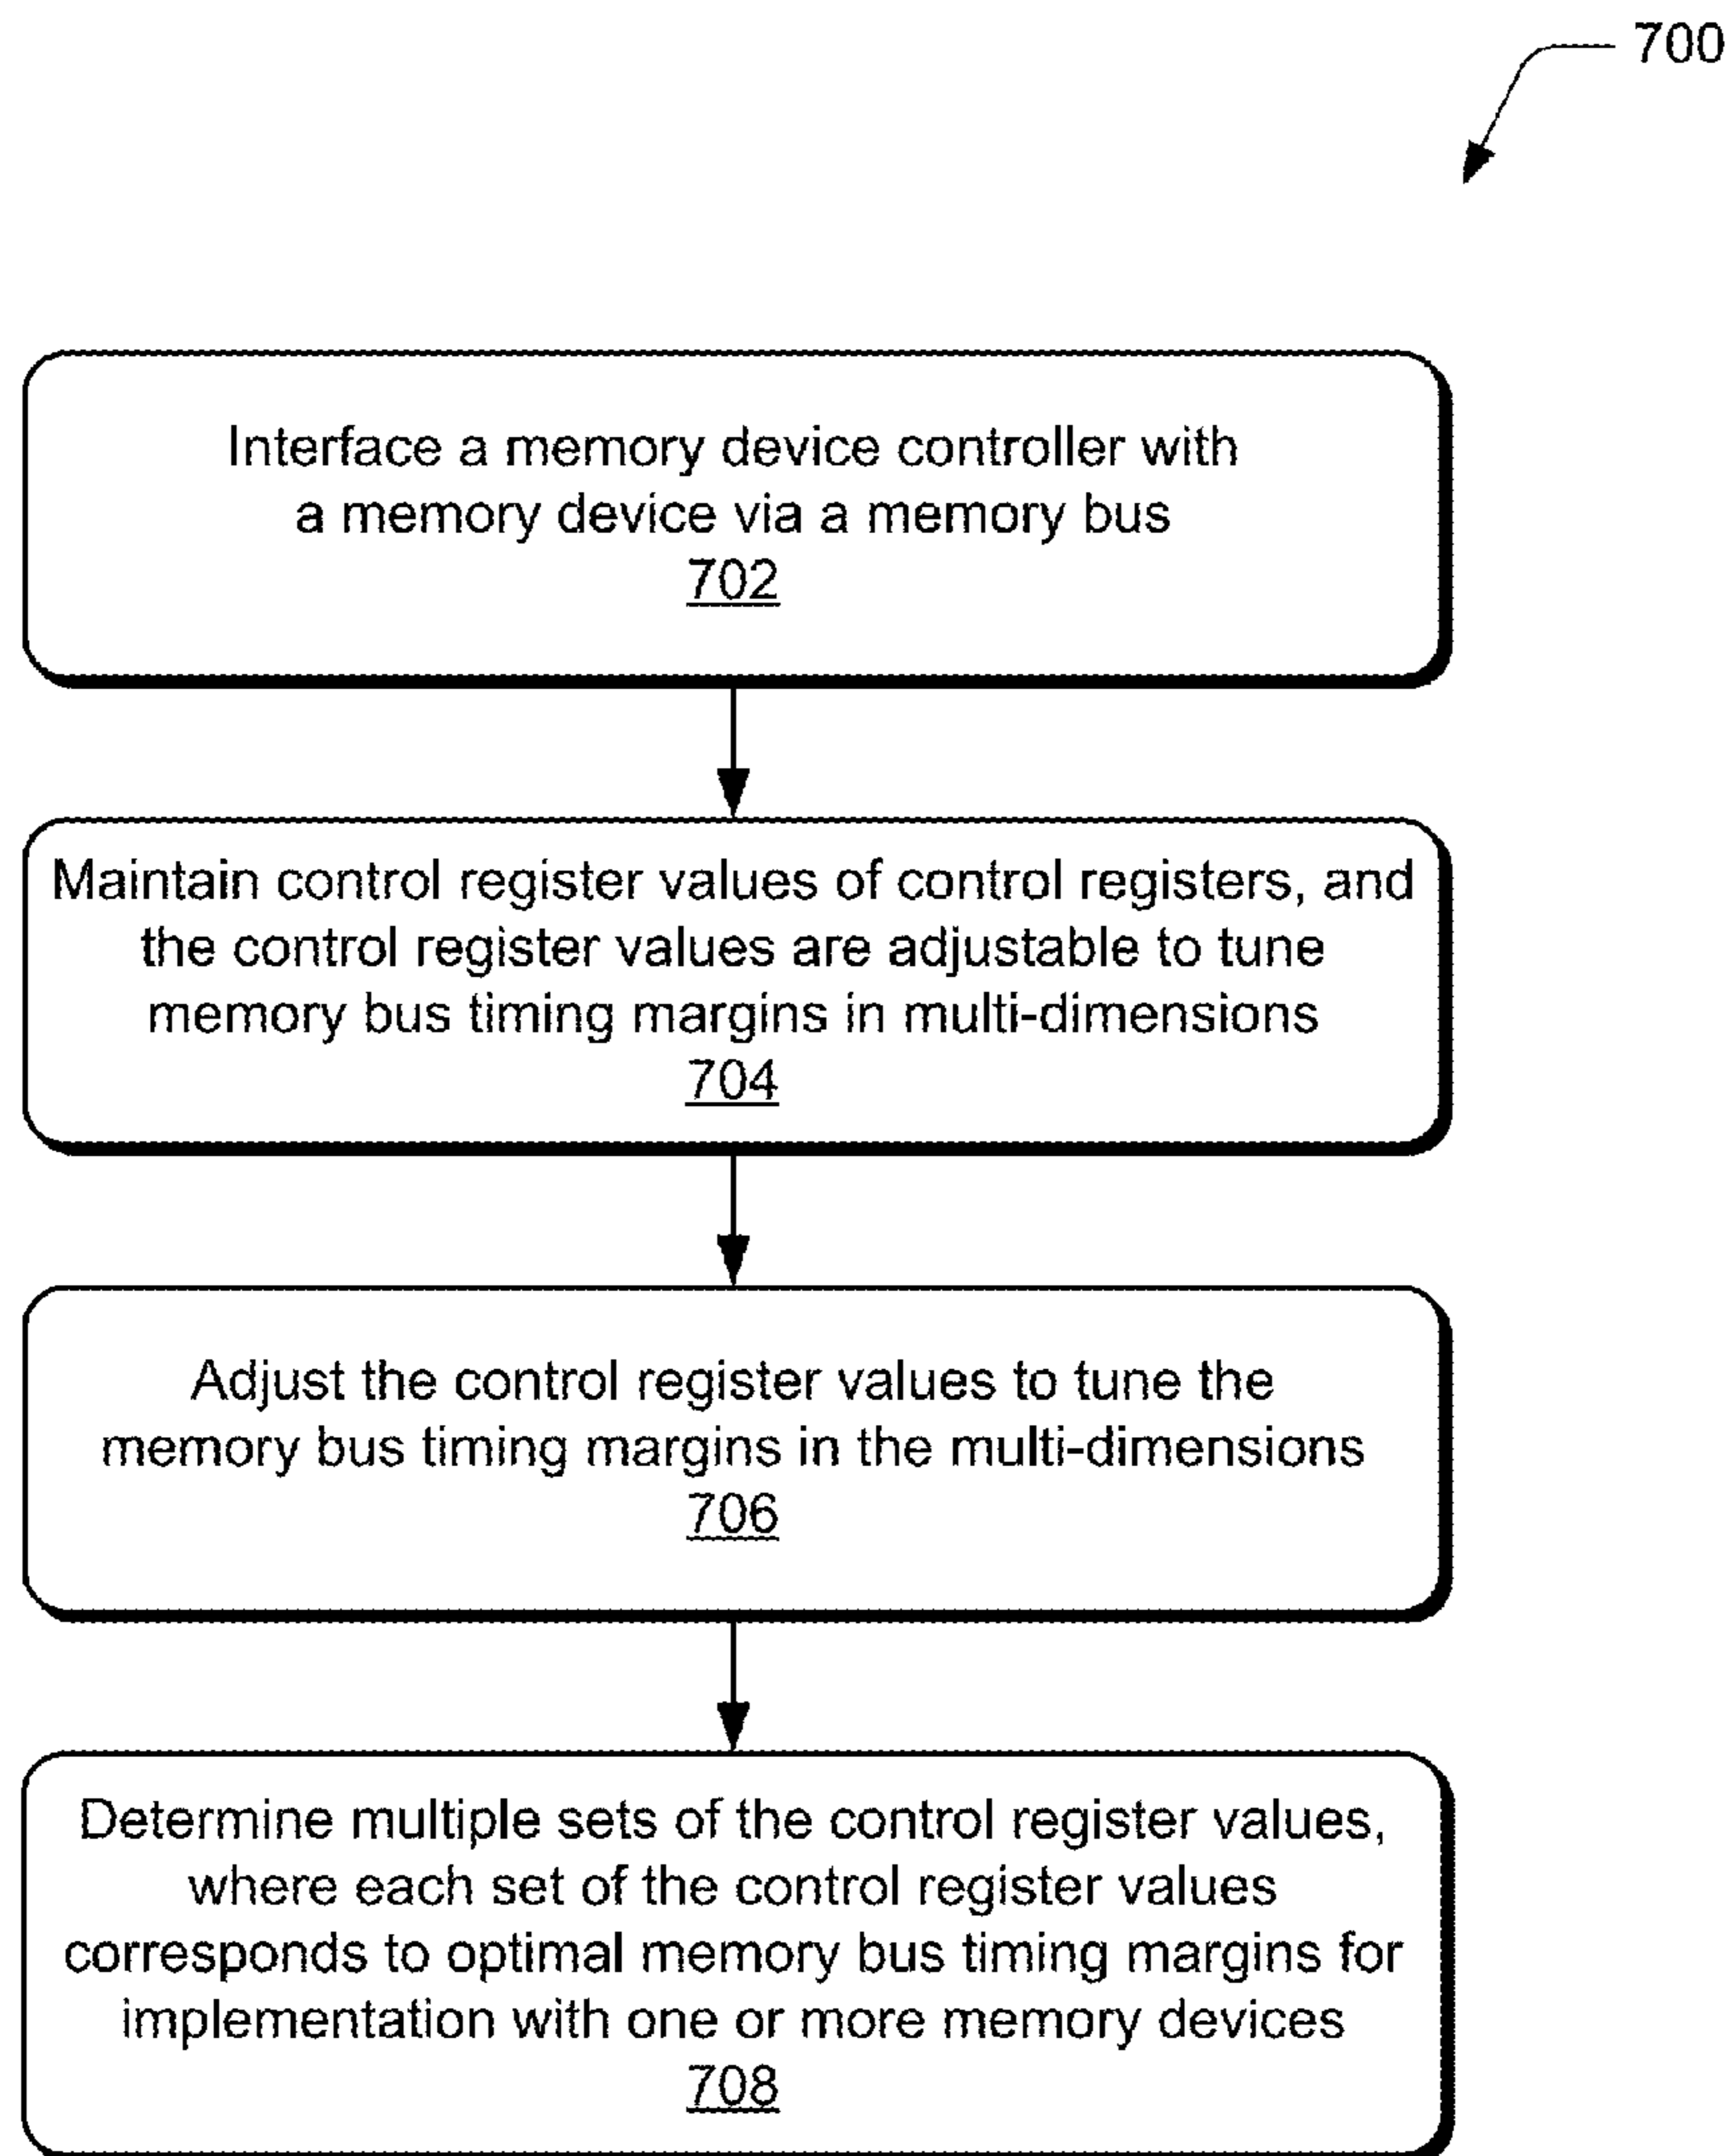 700
Interface a memory device controller with
a memory device via a memory bus
702
Maintain control register values of control registers, and
the control register values are adjustable to tune
memory bus timing margins in multi-dimensions
704
Adjust the control register values to tune the
memory bus timing margins in the multi-dimensions
706
Determine multiple sets of the control register values,
where each set of the control register values
corresponds to optimal memory bus timing margins for
implementation with one or more memory devices
708